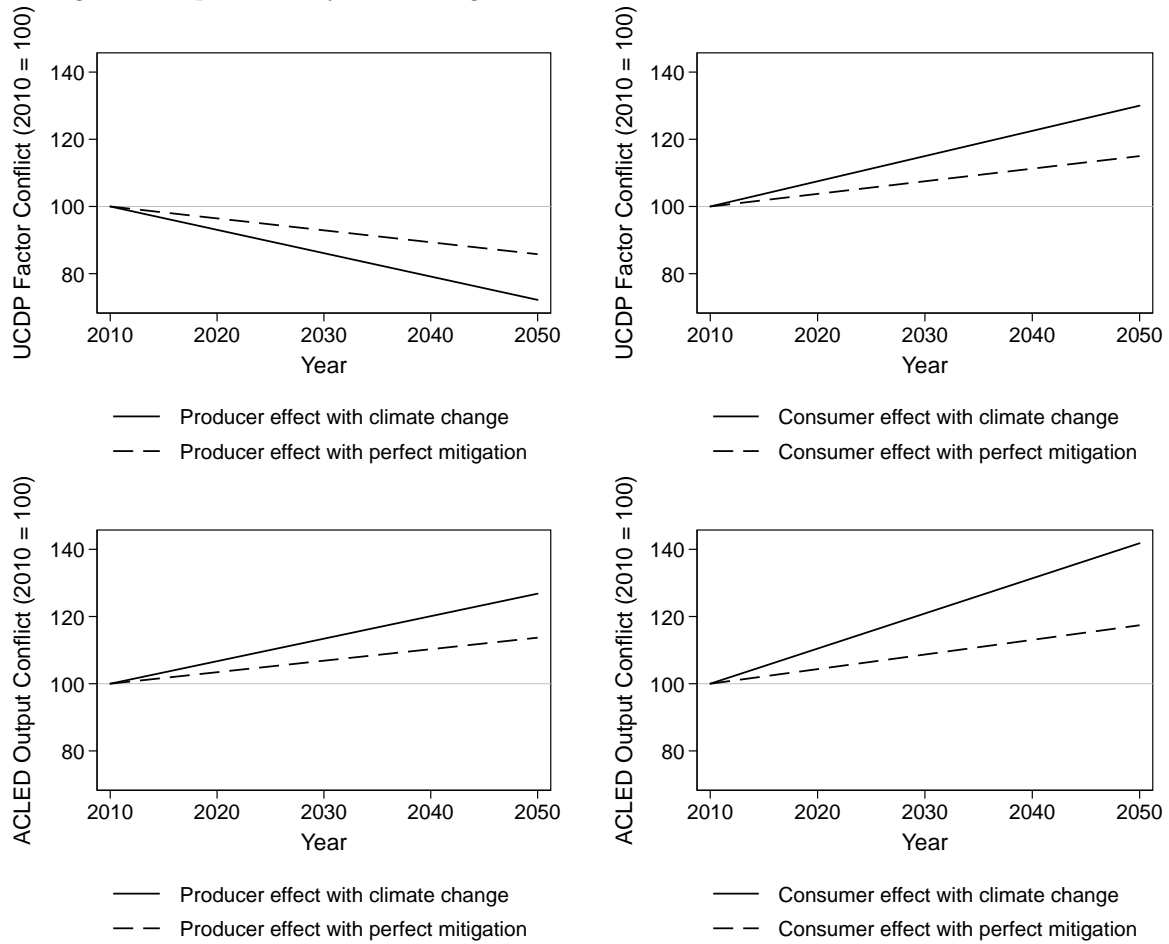 UCDP Factor Conflict (2010 = 100)
140
120
100
80
2010 2020 2030 2040 2050
Year
Producer effect with climate change
Producer effect with perfect mitigation
UCDP Factor Conflict (2010 = 100)
140
120
100
80
2010 2020 2030 2040 2050
Year
Consumer effect with climate change
Consumer effect with perfect mitigation
ACLED Output Conflict (2010 = 100)
140
120
100
80
2010 2020 2030 2040 2050
Year
Producer effect with climate change
Producer effect with perfect mitigation
ACLED Output Conflict (2010 = 100)
140
120
100
80
2010 2020 2030 2040 2050
Year
Consumer effect with climate change
Consumer effect with perfect mitigation